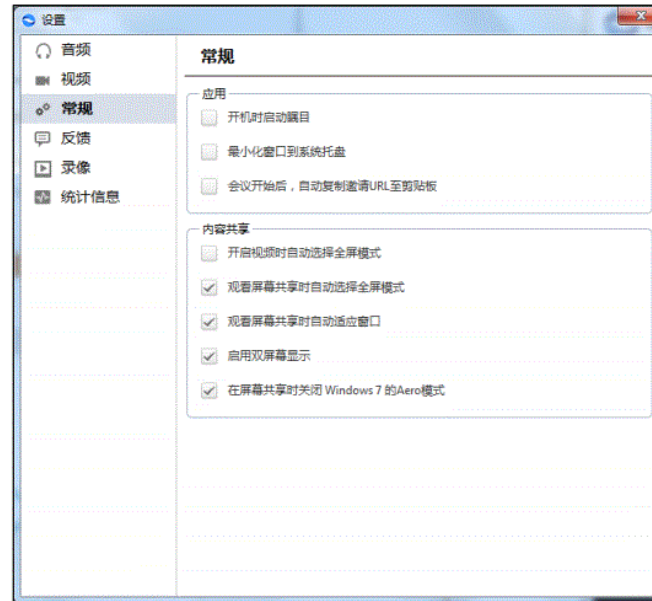 设置
音频
视频
常规
反馈
录像
统计信息
常规
应用
开机时启动瞩目
最小化窗口到系统托盘
会议开始后，自动复制邀请URL至剪贴板
内容共享
开启视频时自动选择全屏模式
观看屏幕共享时自动选择全屏模式
观看屏幕共享时自动适应窗口
启用双屏幕显示
在屏幕共享时关闭 Windows 7 的Aero模式